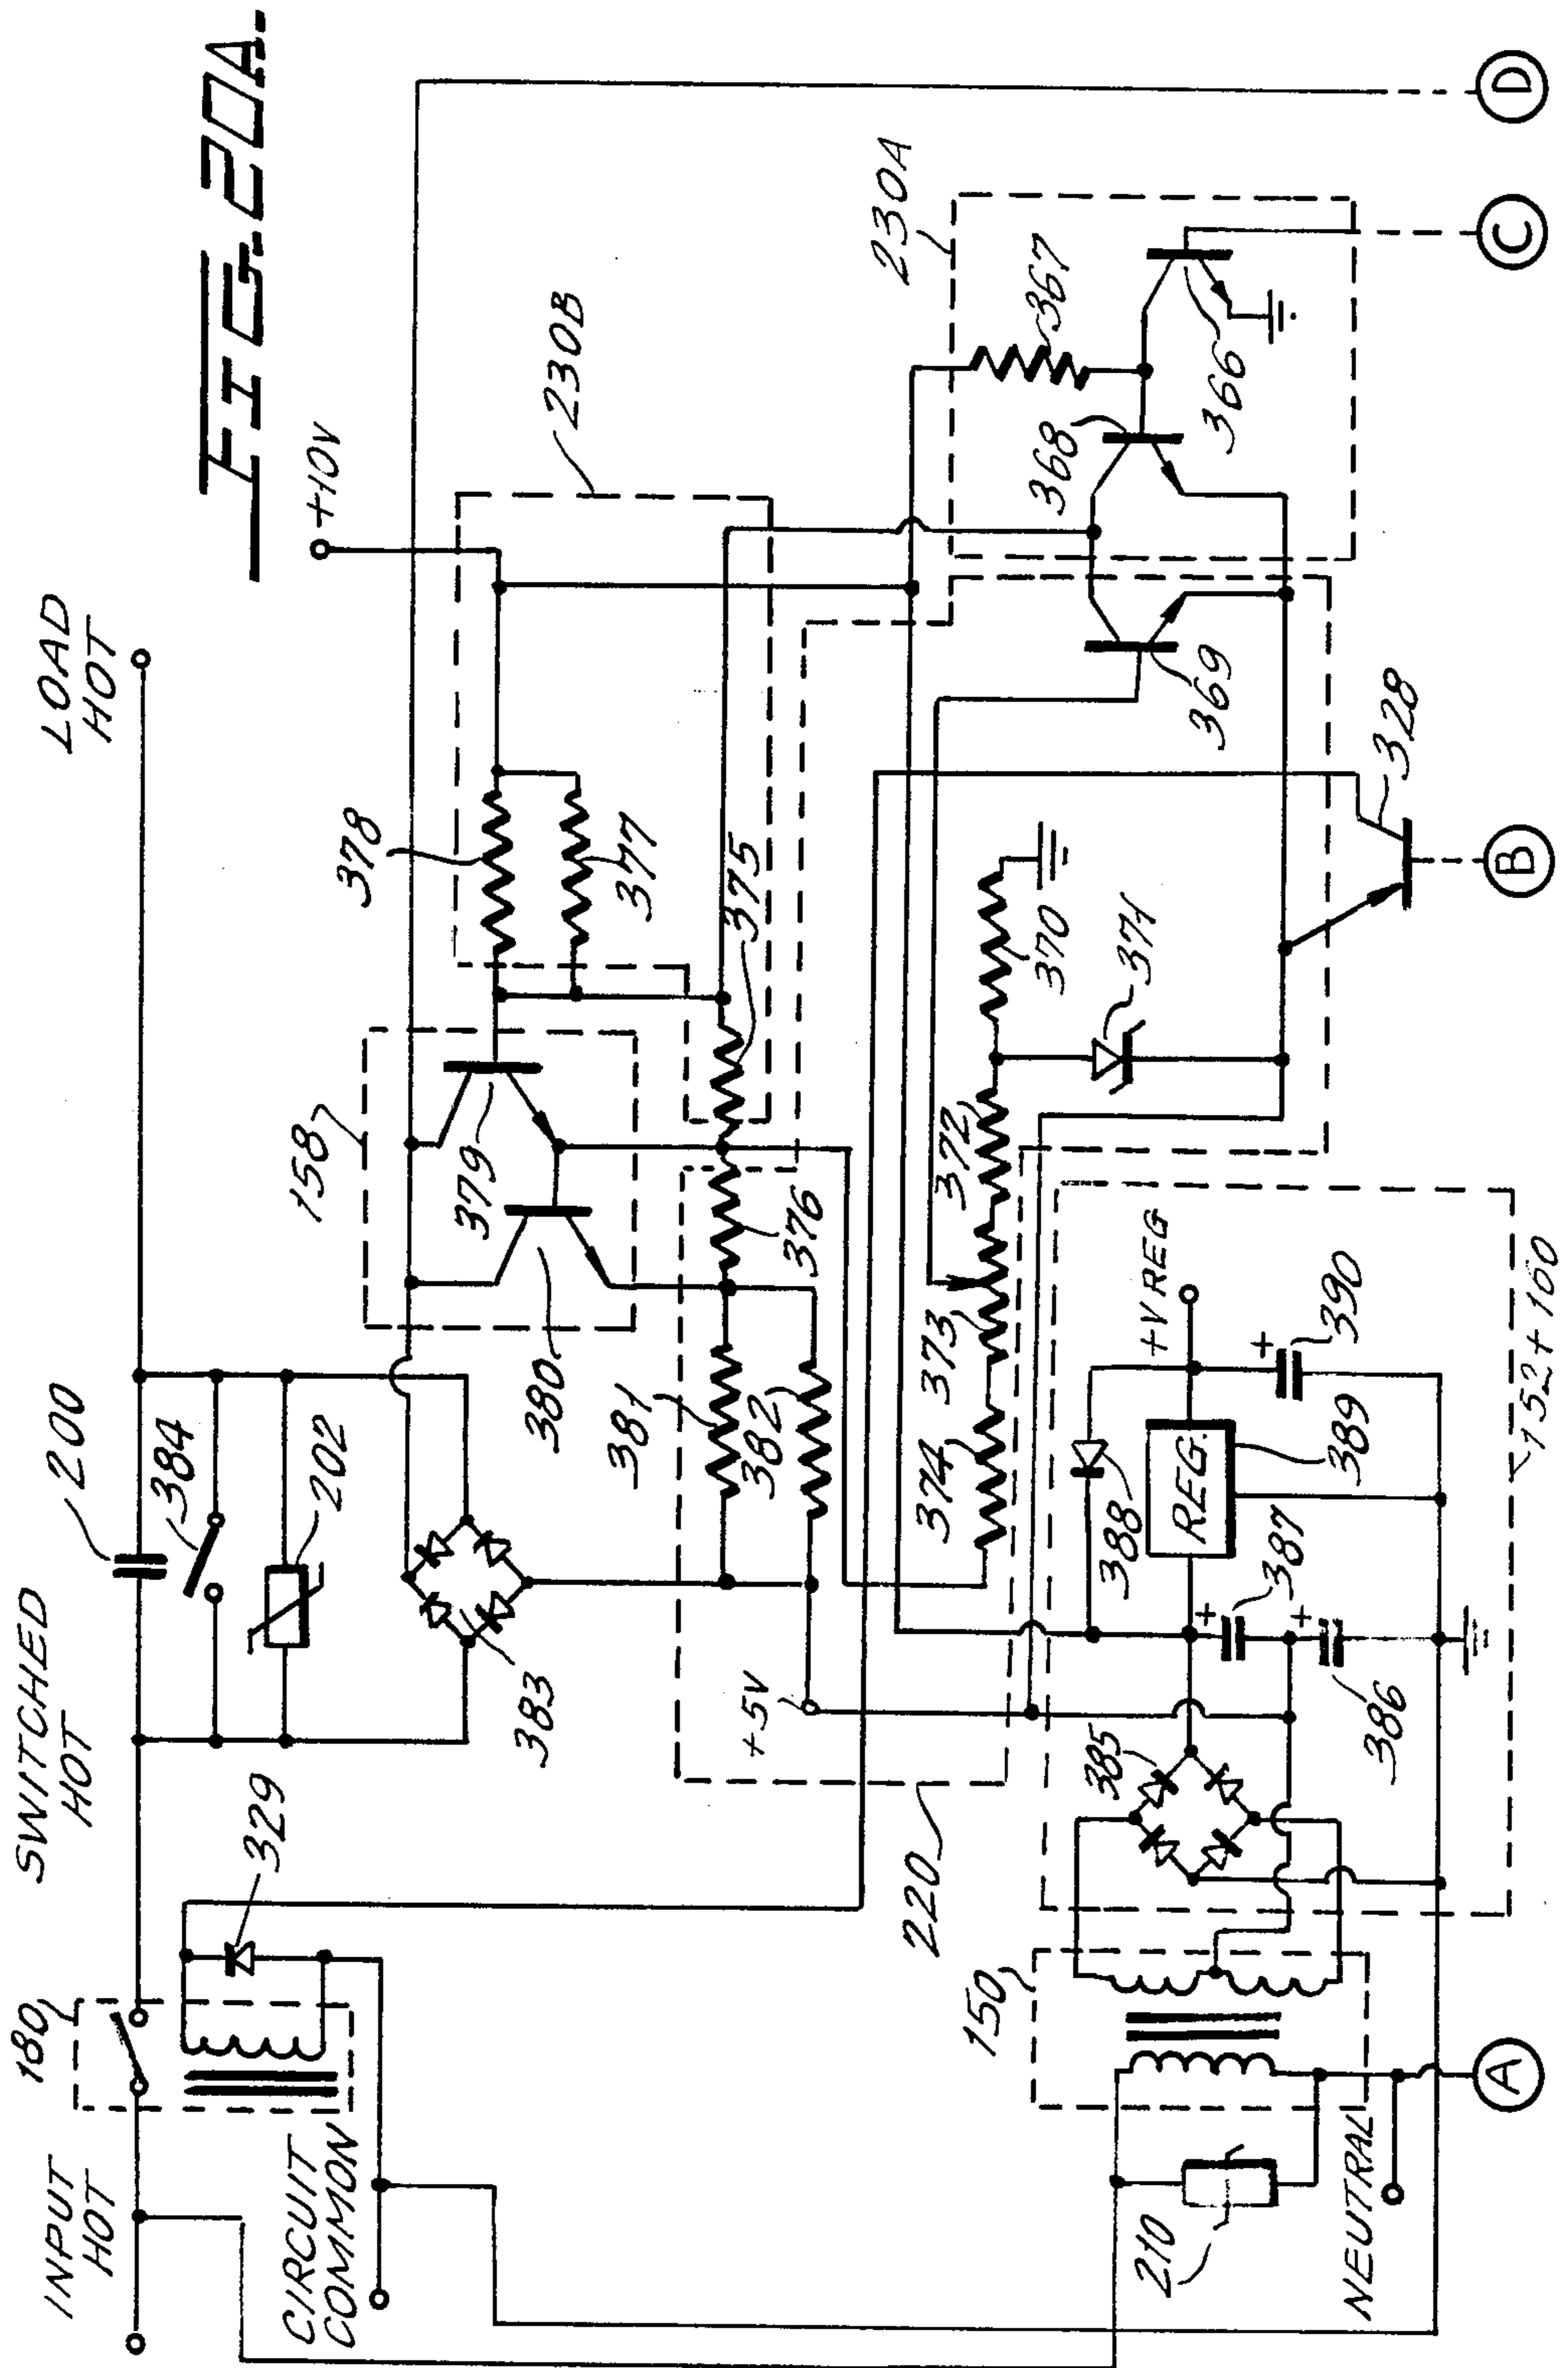 FIG. 20A.
INPUT
HOT
SWITCHED
HOT
LOAD
HOT
+10V
180
329
200
384
202
383
158
379
380
378
377
230B
375
376
381
382
+5V
220
CIRCUIT
COMMON
230A
367
368
366
369
370
371
372
373
374
328
150
210
NEUTRAL
385
386
387
388
REG.
389
390
+V REG
152+160
+
+
+
A
B
C
D